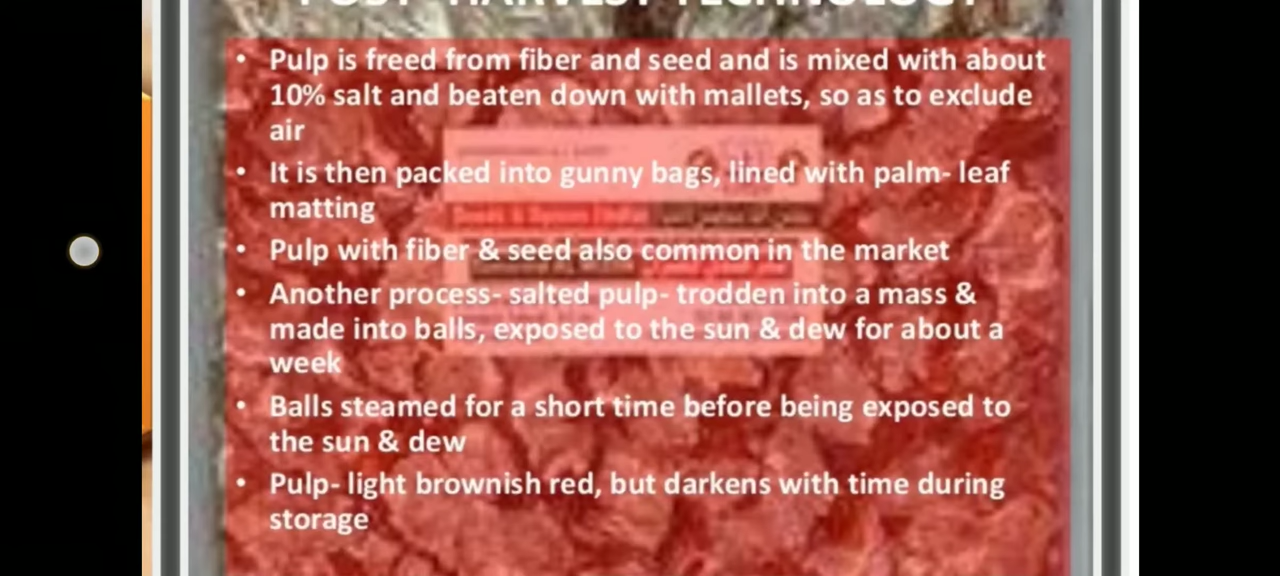 POST- HARVEST TECHNOLOGY
• Pulp is freed from fiber and seed and is mixed with about
10% salt and beaten down with mallets, so as to exclude
air
• It is then packed into gunny bags, lined with palm- leaf
matting
• Pulp with fiber & seed also common in the market
• Another process- salted pulp- trodden into a mass &
made into balls, exposed to the sun & dew for about a
week
• Balls steamed for a short time before being exposed to
the sun & dew
• Pulp- light brownish red, but darkens with time during
storage